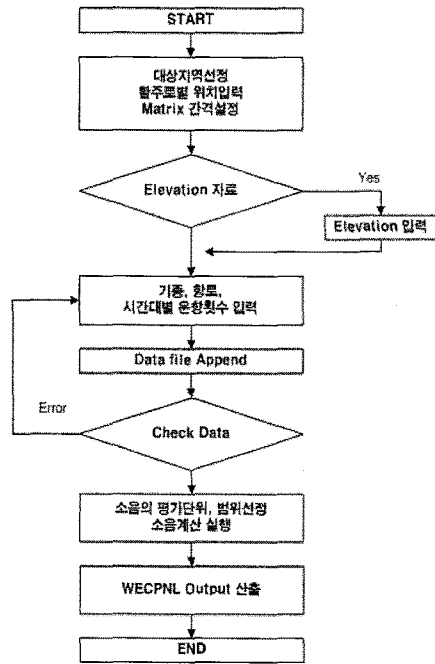 START
대상지역선정
활주로별 위치입력
Matrix 간격설정
Elevation 자료
Yes
Elevation 입력
기종, 항로,
시간대별 운항횟수 입력
Data file Append
Error
Check Data
소음의 평가단위, 범위선정
소음계산 실행
WECPNL Output 산출
END